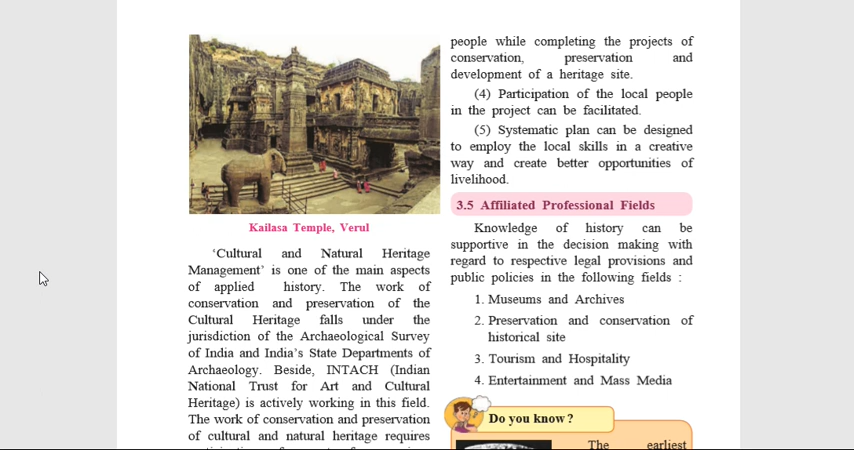 Kailasa Temple, Verul
‘Cultural and Natural Heritage
Management’ is one of the main aspects
of applied history. The work of
conservation and preservation of the
Cultural Heritage falls under the
jurisdiction of the Archaeological Survey
of India and India’s State Departments of
Archaeology. Beside, INTACH (Indian
National Trust for Art and Cultural
Heritage) is actively working in this field.
The work of conservation and preservation
of cultural and natural heritage requires
people while completing the projects of
conservation, preservation and
development of a heritage site.
(4) Participation of the local people
in the project can be facilitated.
(5) Systematic plan can be designed
to employ the local skills in a creative
way and create better opportunities of
livelihood.
3.5 Affiliated Professional Fields
Knowledge of history can be
supportive in the decision making with
regard to respective legal provisions and
public policies in the following fields :
1. Museums and Archives
2. Preservation and conservation of
historical site
3. Tourism and Hospitality
4. Entertainment and Mass Media
Do you know ?
The earliest